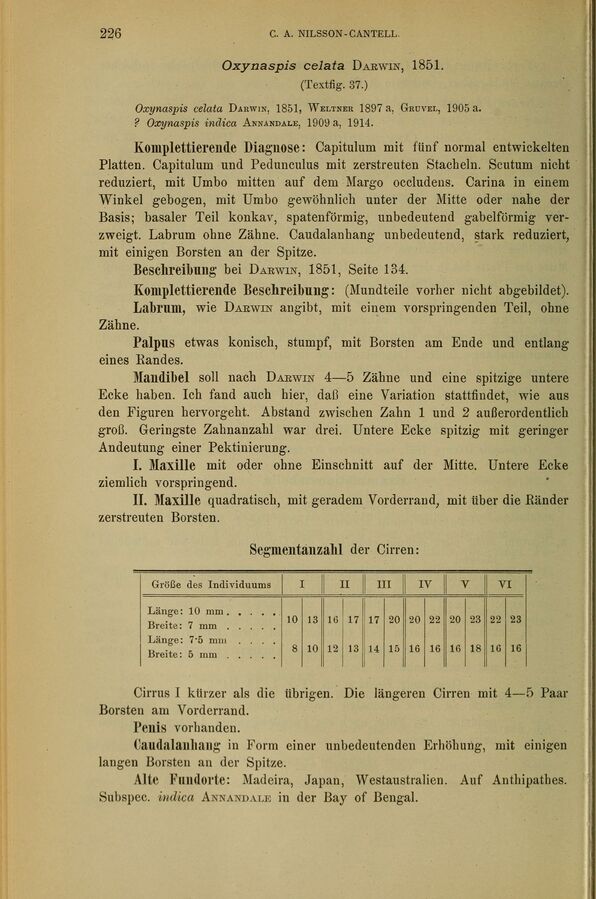 226
C. A. NILSSON-CANTELL.
Oxynaspis celata DARWIN, 1851.
(Textfig. 37.)
Oxynaspis celata DARWIN, 1851, WELTNER 1897 a, GRUVEL, 1905 a.
? Oxynaspis indica ANNANDALE, 1909 a, 1914.
Komplettierende Diagnose: Capitulum mit fünf normal entwickelten
Platten. Capitulum und Pedunculus mit zerstreuten Stacheln. Scutum nicht
reduziert, mit Umbo mitten auf dem Margo occludens. Carina in einem
Winkel gebogen, mit Umbo gewöhnlich unter der Mitte oder nahe der
Basis; basaler Teil konkav, spatenförmig, unbedeutend gabelförmig ver-
zweigt. Labrum ohne Zähne. Caudalanhang unbedeutend, stark reduziert,
mit einigen Borsten an der Spitze.
Beschreibung bei DARWIN, 1851, Seite 134.
Komplettierende Beschreibung: (Mundteile vorher nicht abgebildet).
Labrum, wie DARWIN angibt, mit einem vorspringenden Teil, ohne
Zähne.
Palpus etwas konisch, stumpf, mit Borsten am Ende und entlang
eines Randes.
Mandibel soll nach DARWIN 4—5 Zähne und eine spitzige untere
Ecke haben. Ich fand auch hier, daß eine Variation stattfindet, wie aus
den Figuren hervorgeht. Abstand zwischen Zahn 1 und 2 außerordentlich
groß. Geringste Zahnanzahl war drei. Untere Ecke spitzig mit geringer
Andeutung einer Pektinierung.
I. Maxille mit oder ohne Einschnitt auf der Mitte. Untere Ecke
ziemlich vorspringend.
II. Maxille quadratisch, mit geradem Vorderrand, mit über die Ränder
zerstreuten Borsten.
Segmentanzahl der Cirren:
Größe des Individuums I II III IV V VI
Länge: 10 mm . . . . .
Breite: 7 mm . . . . .
10 13 16 17 17 20 20 22 20 23 22 23
Länge: 7·5 mm . . . .
Breite: 5 mm . . . . .
8 10 12 13 14 15 16 16 16 18 16 16
Cirrus I kürzer als die übrigen. Die längeren Cirren mit 4—5 Paar
Borsten am Vorderrand.
Penis vorhanden.
Caudalanhang in Form einer unbedeutenden Erhöhung, mit einigen
langen Borsten an der Spitze.
Alte Fundorte: Madeira, Japan, Westaustralien. Auf Anthipathes.
Subspec. indica ANNANDALE in der Bay of Bengal.